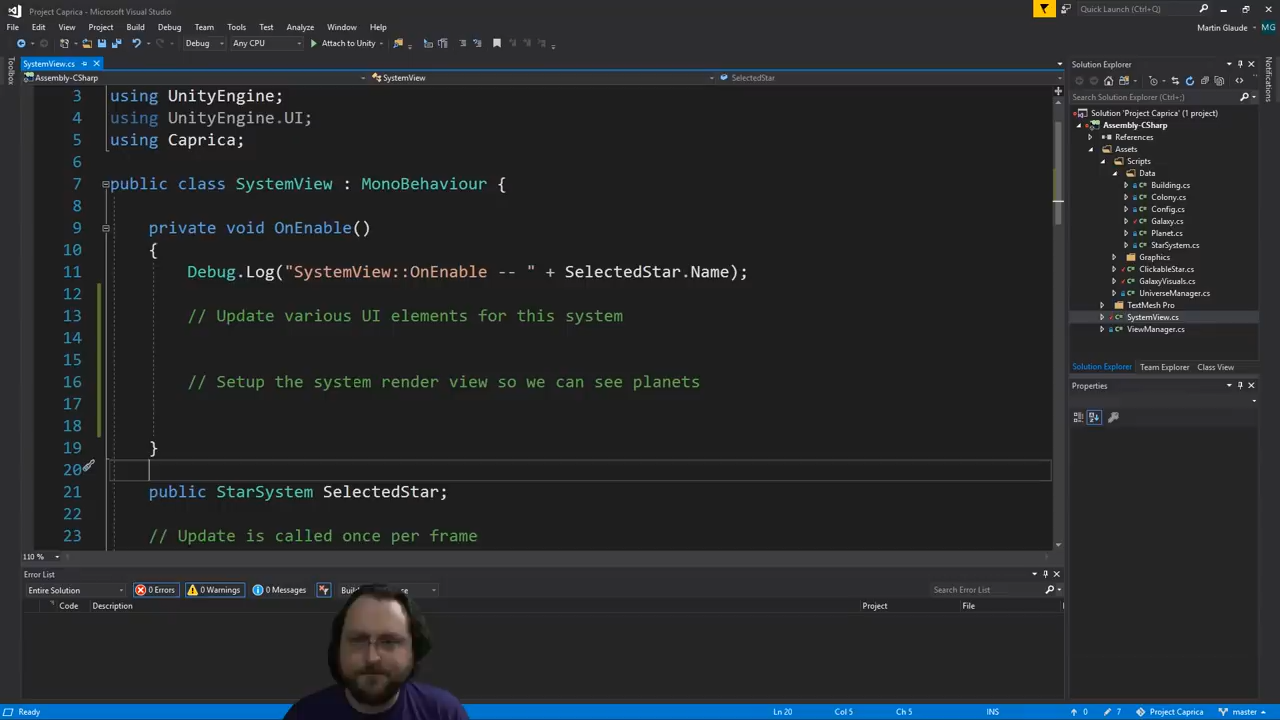 Project Caprica - Microsoft Visual Studio
Quick Launch (Ctrl+Q)
File Edit View Project Build Debug Team Tools Test Analyze Window Help
Martin Glaude MG
Debug Any CPU Attach to Unity
Toolbox
SystemView.cs
Assembly-CSharp SystemView SelectedStar
3 using UnityEngine;
4 using UnityEngine.UI;
5 using Caprica;
6
7 public class SystemView : MonoBehaviour {
8
9 private void OnEnable()
10 {
11 Debug.Log("SystemView::OnEnable -- " + SelectedStar.Name);
12
13 // Update various UI elements for this system
14
15
16 // Setup the system render view so we can see planets
17
18
19 }
20
21 public StarSystem SelectedStar;
22
23 // Update is called once per frame
110 %
Solution Explorer
Search Solution Explorer (Ctrl+;)
Solution 'Project Caprica' (1 project)
Assembly-CSharp
References
Assets
Scripts
Data
Building.cs
Colony.cs
Config.cs
Galaxy.cs
Planet.cs
StarSystem.cs
Graphics
ClickableStar.cs
GalaxyVisuals.cs
UniverseManager.cs
TextMesh Pro
SystemView.cs
ViewManager.cs
Solution Explorer Team Explorer Class View
Properties
Notifications
Error List
Entire Solution 0 Errors 0 Warnings 0 Messages Search Error List
Code Description Project File
Ready Ln 20 Col 5 Ch 5 INS 0 7 Project Caprica master